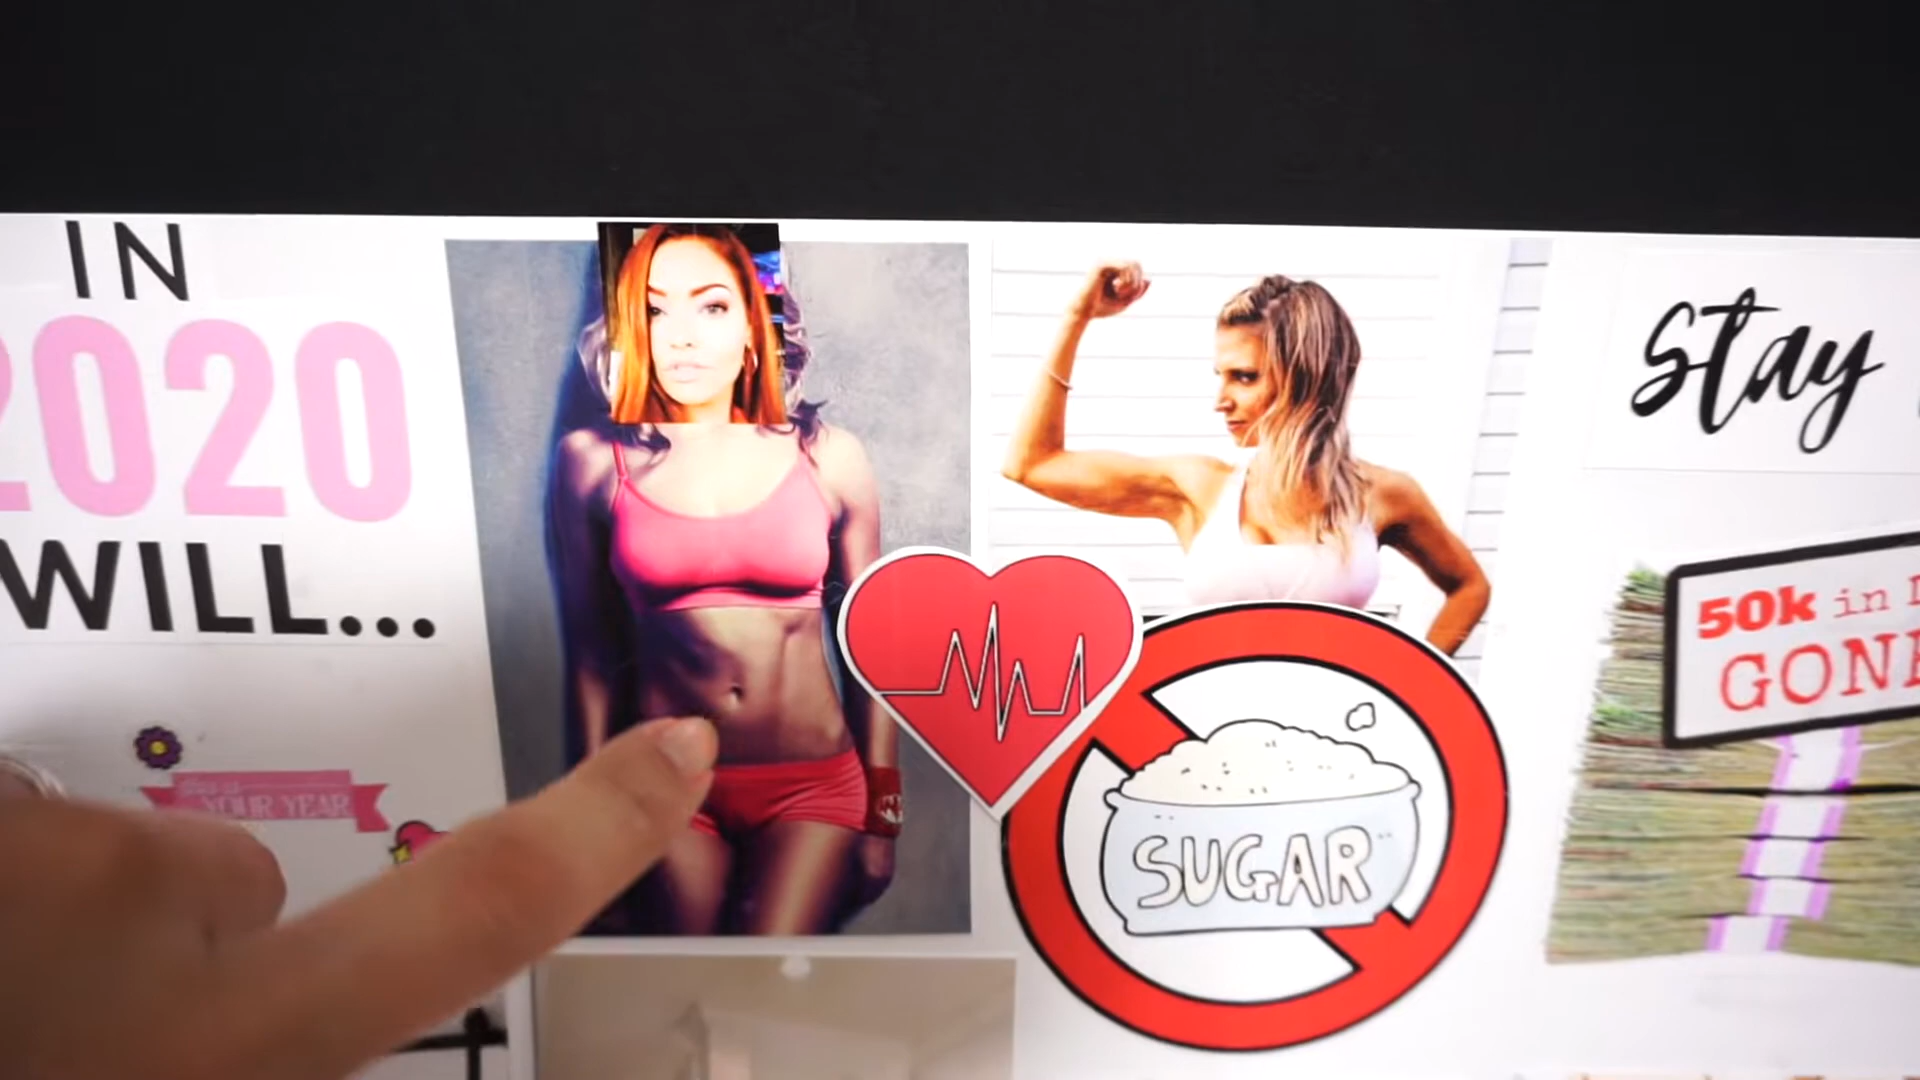 IN
2020
WILL...
YOUR YEAR
SUGAR
Stay
50k in
GONE